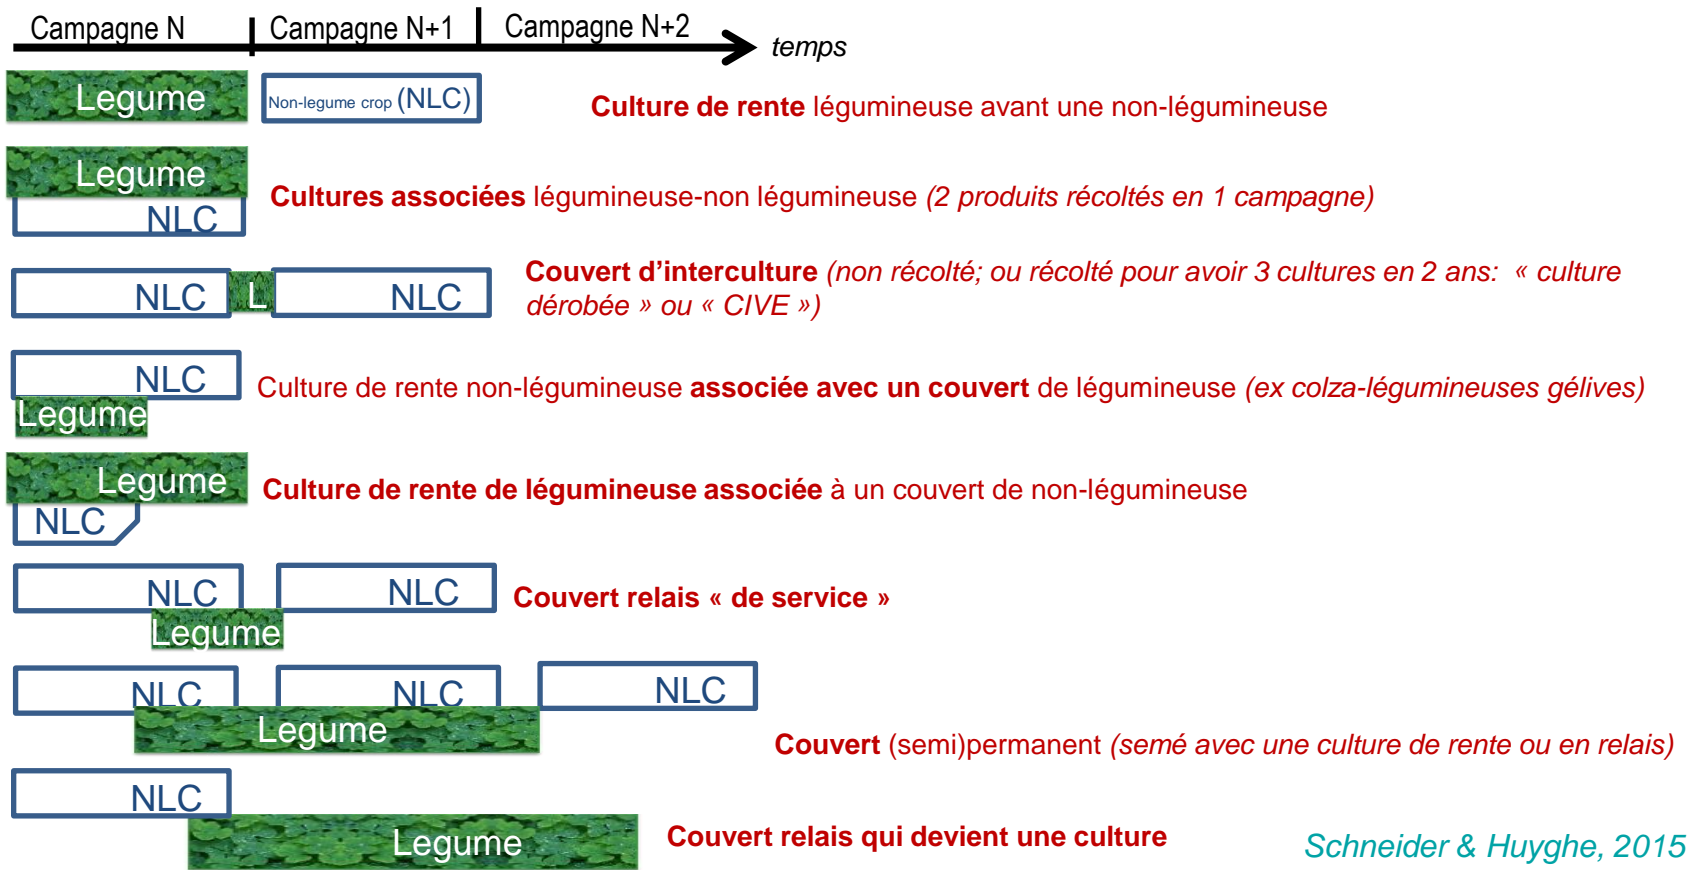 Campagne N
Campagne N+1
Campagne N+2
temps
Legume
Non-legume crop (NLC)
Culture de rente légumineuse avant une non-légumineuse
Legume
NLC
Cultures associées légumineuse-non légumineuse (2 produits récoltés en 1 campagne)
NLC
L
NLC
Couvert d’interculture (non récolté; ou récolté pour avoir 3 cultures en 2 ans: « culture
dérobée » ou « CIVE »)
NLC
Legume
Culture de rente non-légumineuse associée avec un couvert de légumineuse (ex colza-légumineuses gélives)
Legume
NLC
Culture de rente de légumineuse associée à un couvert de non-légumineuse
NLC
NLC
Legume
Couvert relais « de service »
NLC
NLC
NLC
Legume
Couvert (semi)permanent (semé avec une culture de rente ou en relais)
NLC
Legume
Couvert relais qui devient une culture
Schneider & Huyghe, 2015